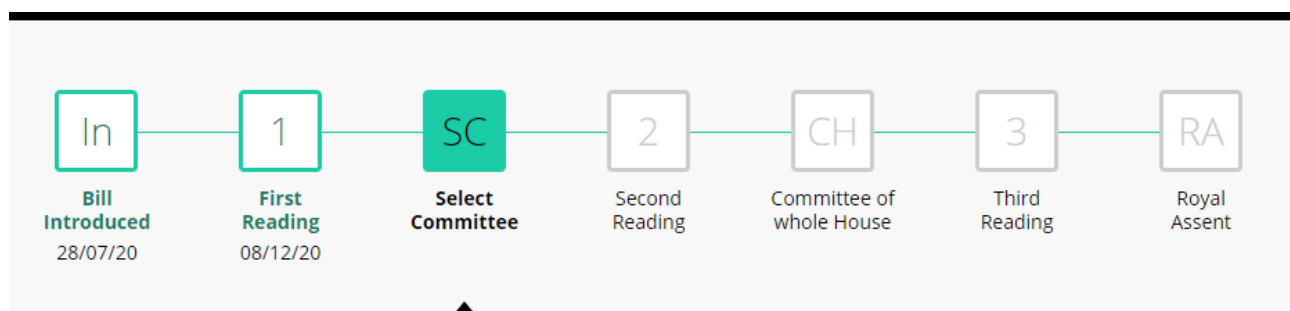 In
1
SC
2
CH
3
RA
Bill
Introduced
28/07/20
First
Reading
08/12/20
Select
Committee
Second
Reading
Committee of
whole House
Third
Reading
Royal
Assent